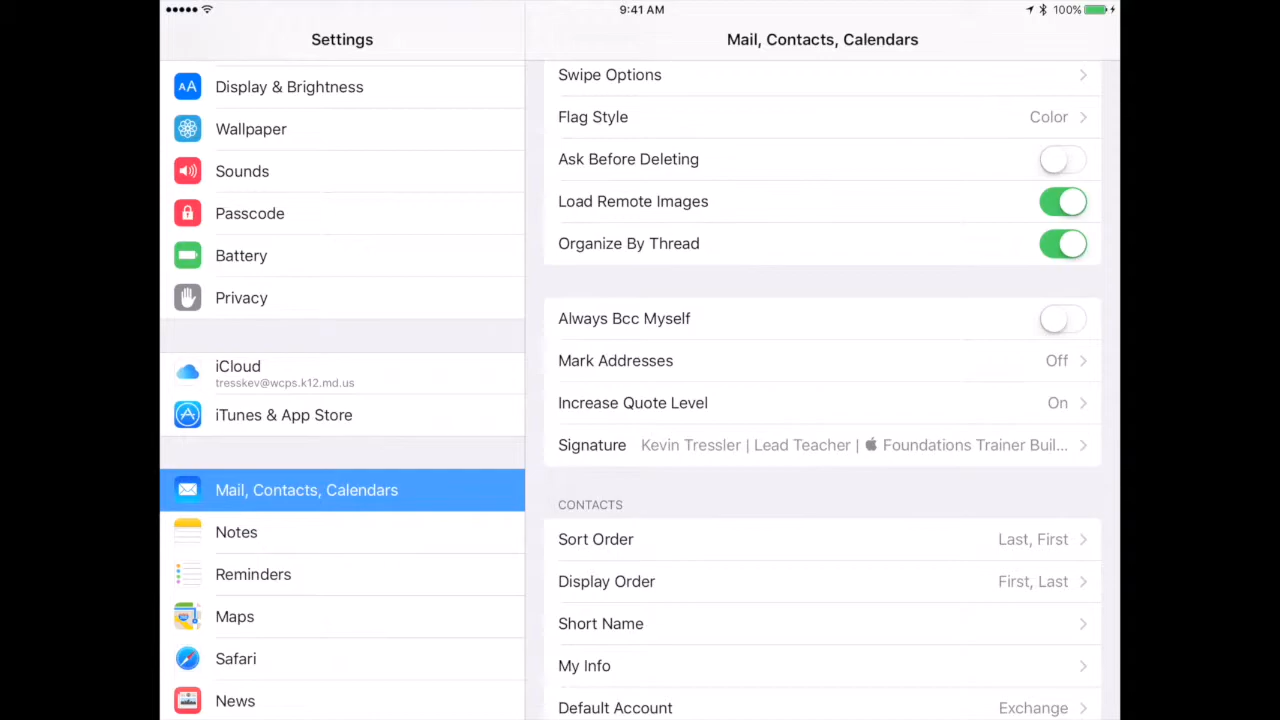 9:41 AM
100%
Settings
Mail, Contacts, Calendars
AA Display & Brightness
Wallpaper
Sounds
Passcode
Battery
Privacy
iCloud
tresskev@wcps.k12.md.us
iTunes & App Store
Mail, Contacts, Calendars
Notes
Reminders
Maps
Safari
News
Swipe Options
Flag Style Color
Ask Before Deleting
Load Remote Images
Organize By Thread
Always Bcc Myself
Mark Addresses Off
Increase Quote Level On
Signature Kevin Tressler | Lead Teacher | Foundations Trainer Buil...
CONTACTS
Sort Order Last, First
Display Order First, Last
Short Name
My Info
Default Account Exchange